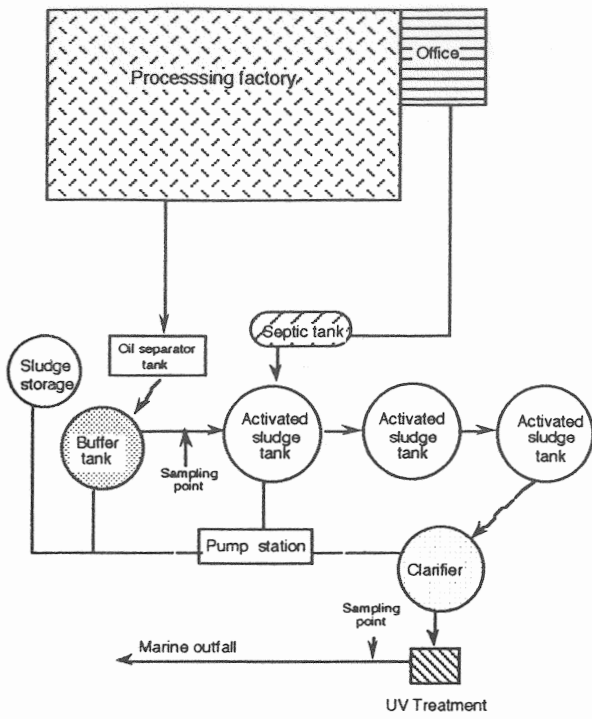 Processsing factory
Office
Septic tank
Oil separator
tank
Sludge
storage
Buffer
tank
Sampling
point
Activated
sludge
tank
Activated
sludge
tank
Activated
sludge
tank
Pump station
Clarifier
Sampling
point
Marine outfall
UV Treatment